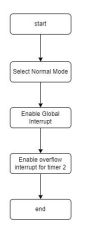 start
Select Normal Mode
Enable Global
Interrupt
Enable overflow
interrupt for timer 2
end